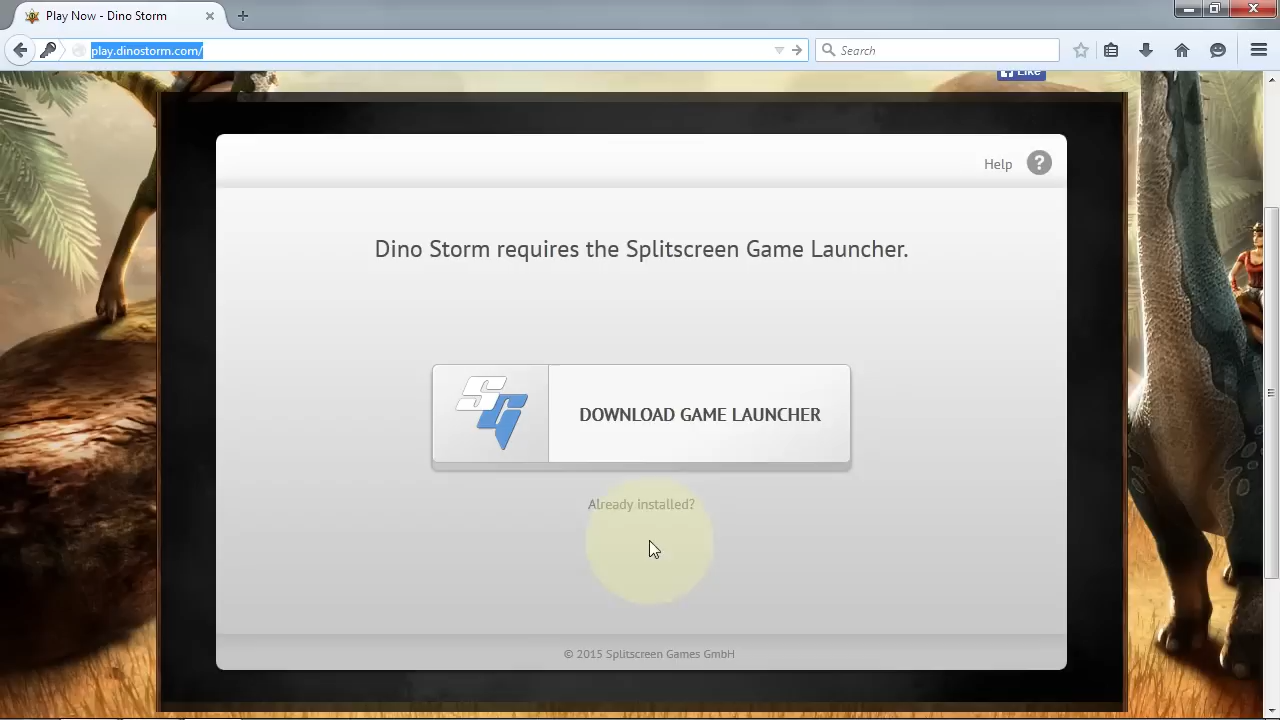 Play Now - Dino Storm
play.dinostorm.com/
Search
Like
Help ?
Dino Storm requires the Splitscreen Game Launcher.
SG
DOWNLOAD GAME LAUNCHER
Already installed?
© 2015 Splitscreen Games GmbH